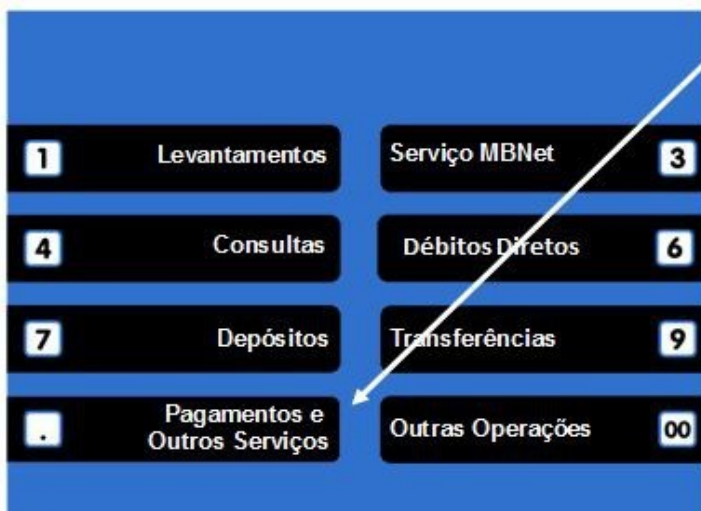 1 Levantamentos
Serviço MBNet 3
4 Consultas
Débitos Diretos 6
7 Depósitos
Transferências 9
. Pagamentos e
Outros Serviços
Outras Operações 00